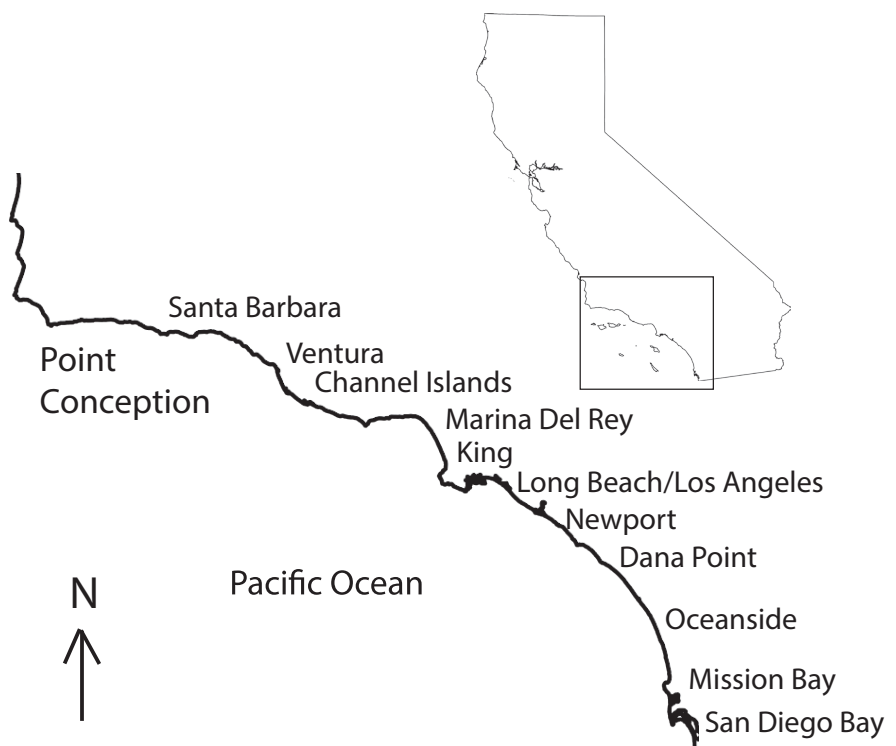 Santa Barbara
Point
Conception
Ventura
Channel Islands
Marina Del Rey
King
Long Beach/Los Angeles
Newport
Dana Point
Pacific Ocean
N
Oceanside
Mission Bay
San Diego Bay